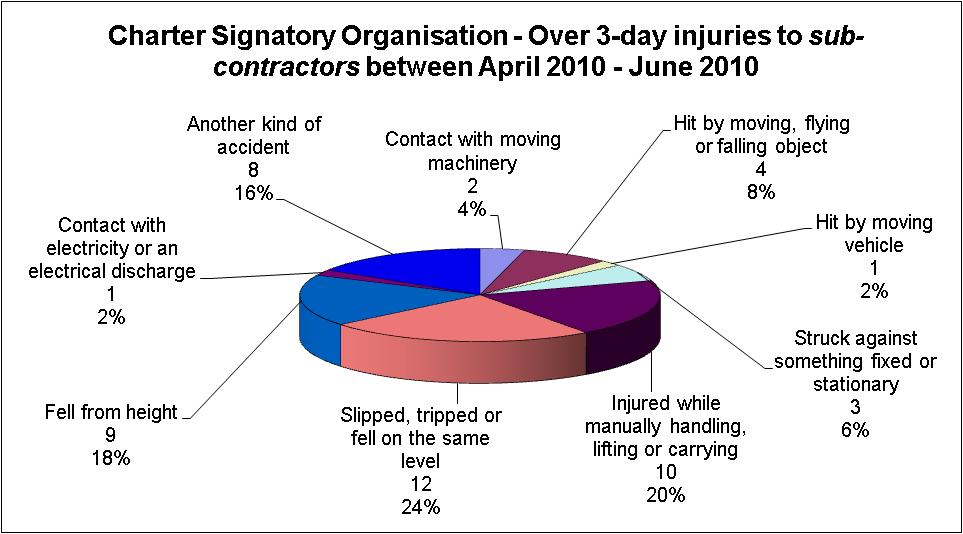 Charter Signatory Organisation - Over 3-day injuries to sub-
contractors between April 2010 - June 2010
Another kind of
accident
8
16%
Contact with moving
machinery
2
4%
Hit by moving, flying
or falling object
4
8%
Contact with
electricity or an
electrical discharge
1
2%
Hit by moving
vehicle
1
2%
Struck against
something fixed or
stationary
3
6%
Fell from height
9
18%
Slipped, tripped or
fell on the same
level
12
24%
Injured while
manually handling,
lifting or carrying
10
20%